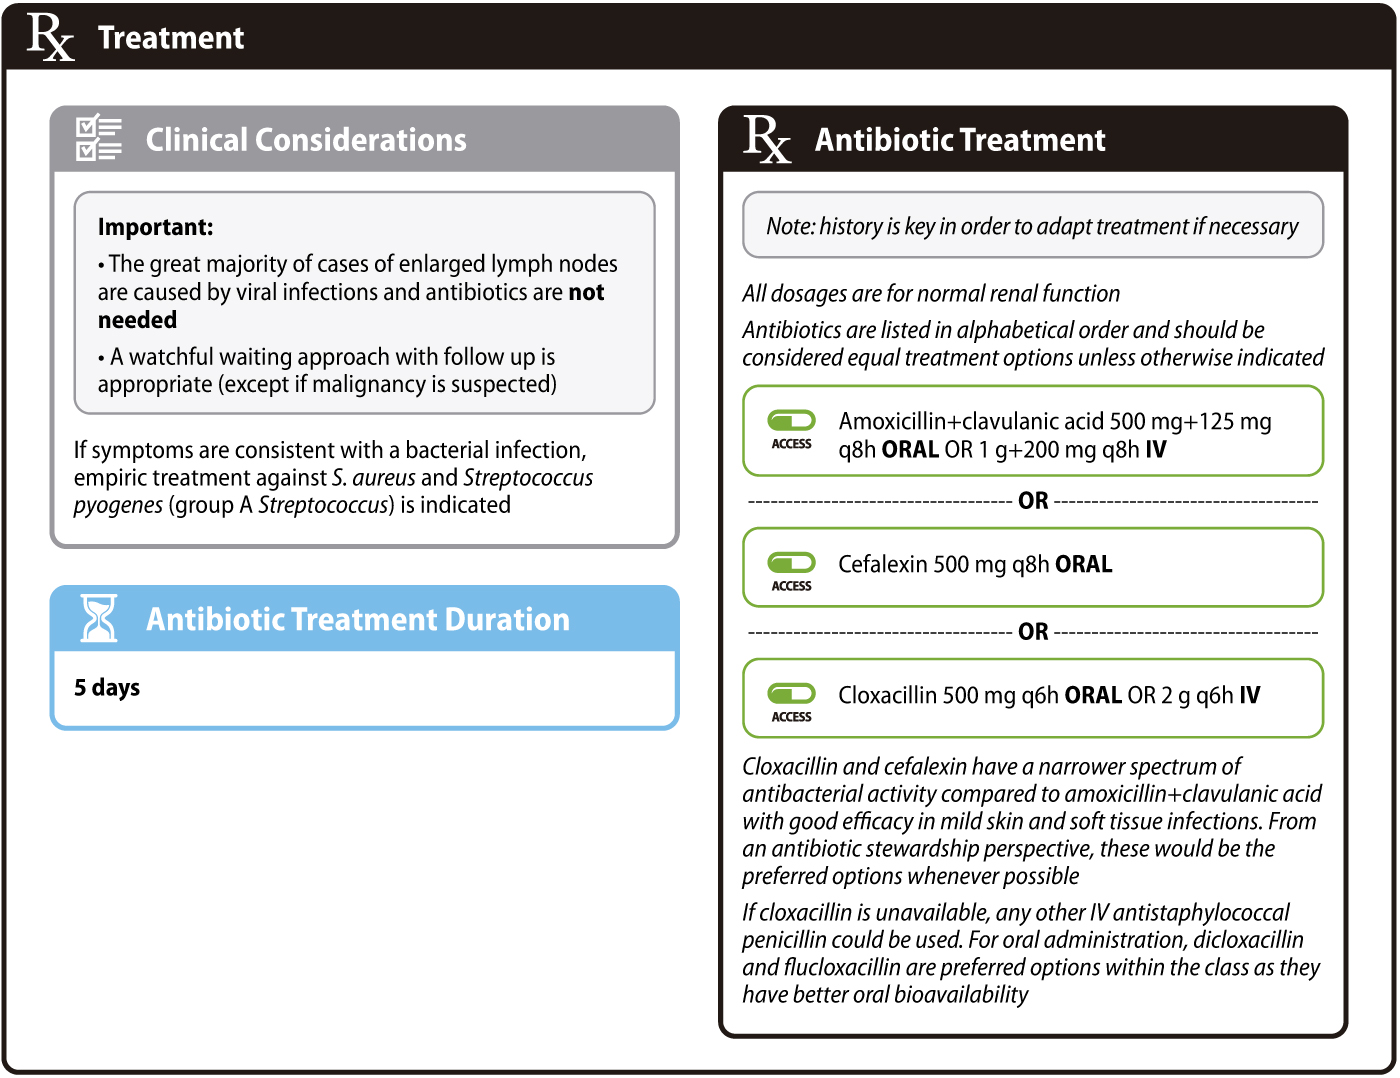 Rx Treatment
Clinical Considerations
Important:
• The great majority of cases of enlarged lymph nodes
are caused by viral infections and antibiotics are not
needed
• A watchful waiting approach with follow up is
appropriate (except if malignancy is suspected)
If symptoms are consistent with a bacterial infection,
empiric treatment against S. aureus and Streptococcus
pyogenes (group A Streptococcus) is indicated
Antibiotic Treatment Duration
5 days
Rx Antibiotic Treatment
Note: history is key in order to adapt treatment if necessary
All dosages are for normal renal function
Antibiotics are listed in alphabetical order and should be
considered equal treatment options unless otherwise indicated
Amoxicillin+clavulanic acid 500 mg+125 mg
ACCESS
q8h ORAL OR 1 g+200 mg q8h IV
OR
Cefalexin 500 mg q8h ORAL
ACCESS
OR
Cloxacillin 500 mg q6h ORAL OR 2 g q6h IV
ACCESS
Cloxacillin and cefalexin have a narrower spectrum of
antibacterial activity compared to amoxicillin+clavulanic acid
with good efficacy in mild skin and soft tissue infections. From
an antibiotic stewardship perspective, these would be the
preferred options whenever possible
If cloxacillin is unavailable, any other IV antistaphylococcal
penicillin could be used. For oral administration, dicloxacillin
and flucloxacillin are preferred options within the class as they
have better oral bioavailability